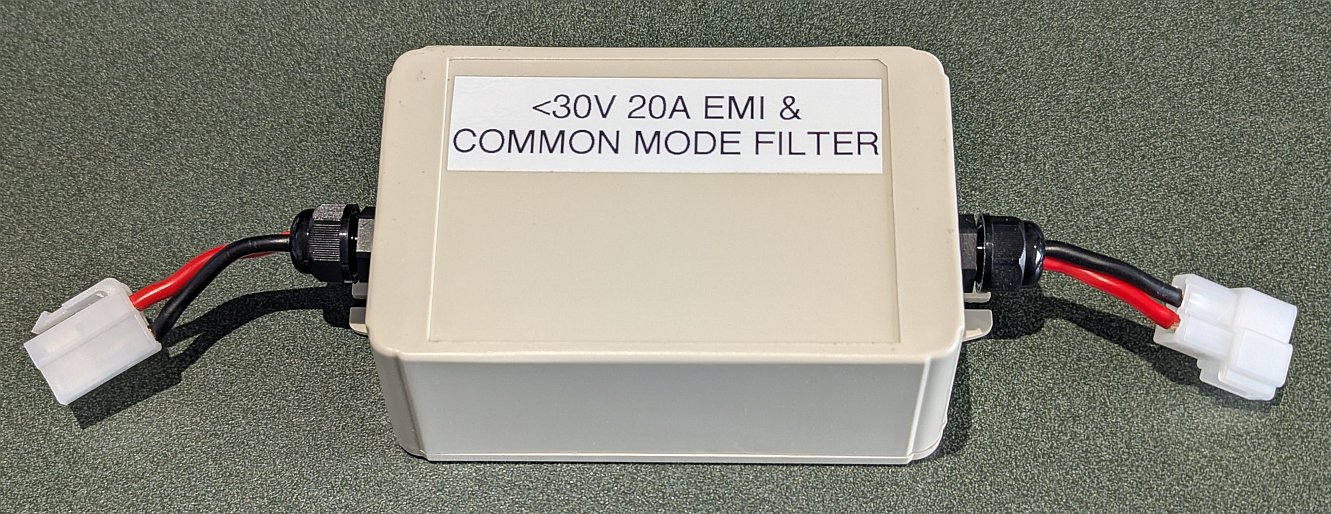 <30V 20A EMI &
COMMON MODE FILTER